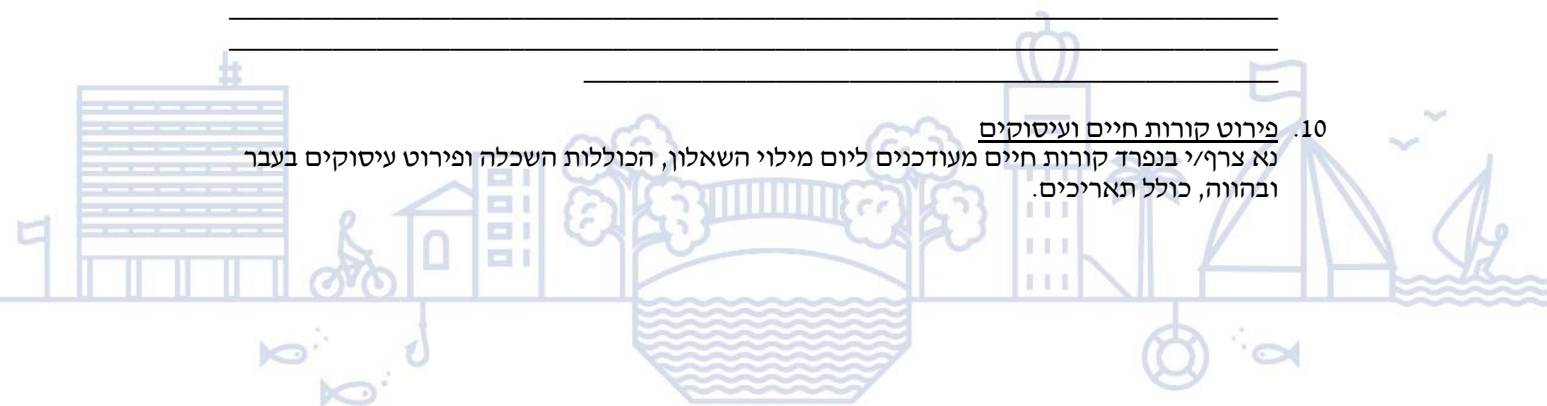 10. פירוט קורות חיים ועיסוקים
נא צרף/י בנפרד קורות חיים מעודכנים ליום מילוי השאלון, הכוללות השכלה ופירוט עיסוקים בעבר
ובהווה, כולל תאריכים.